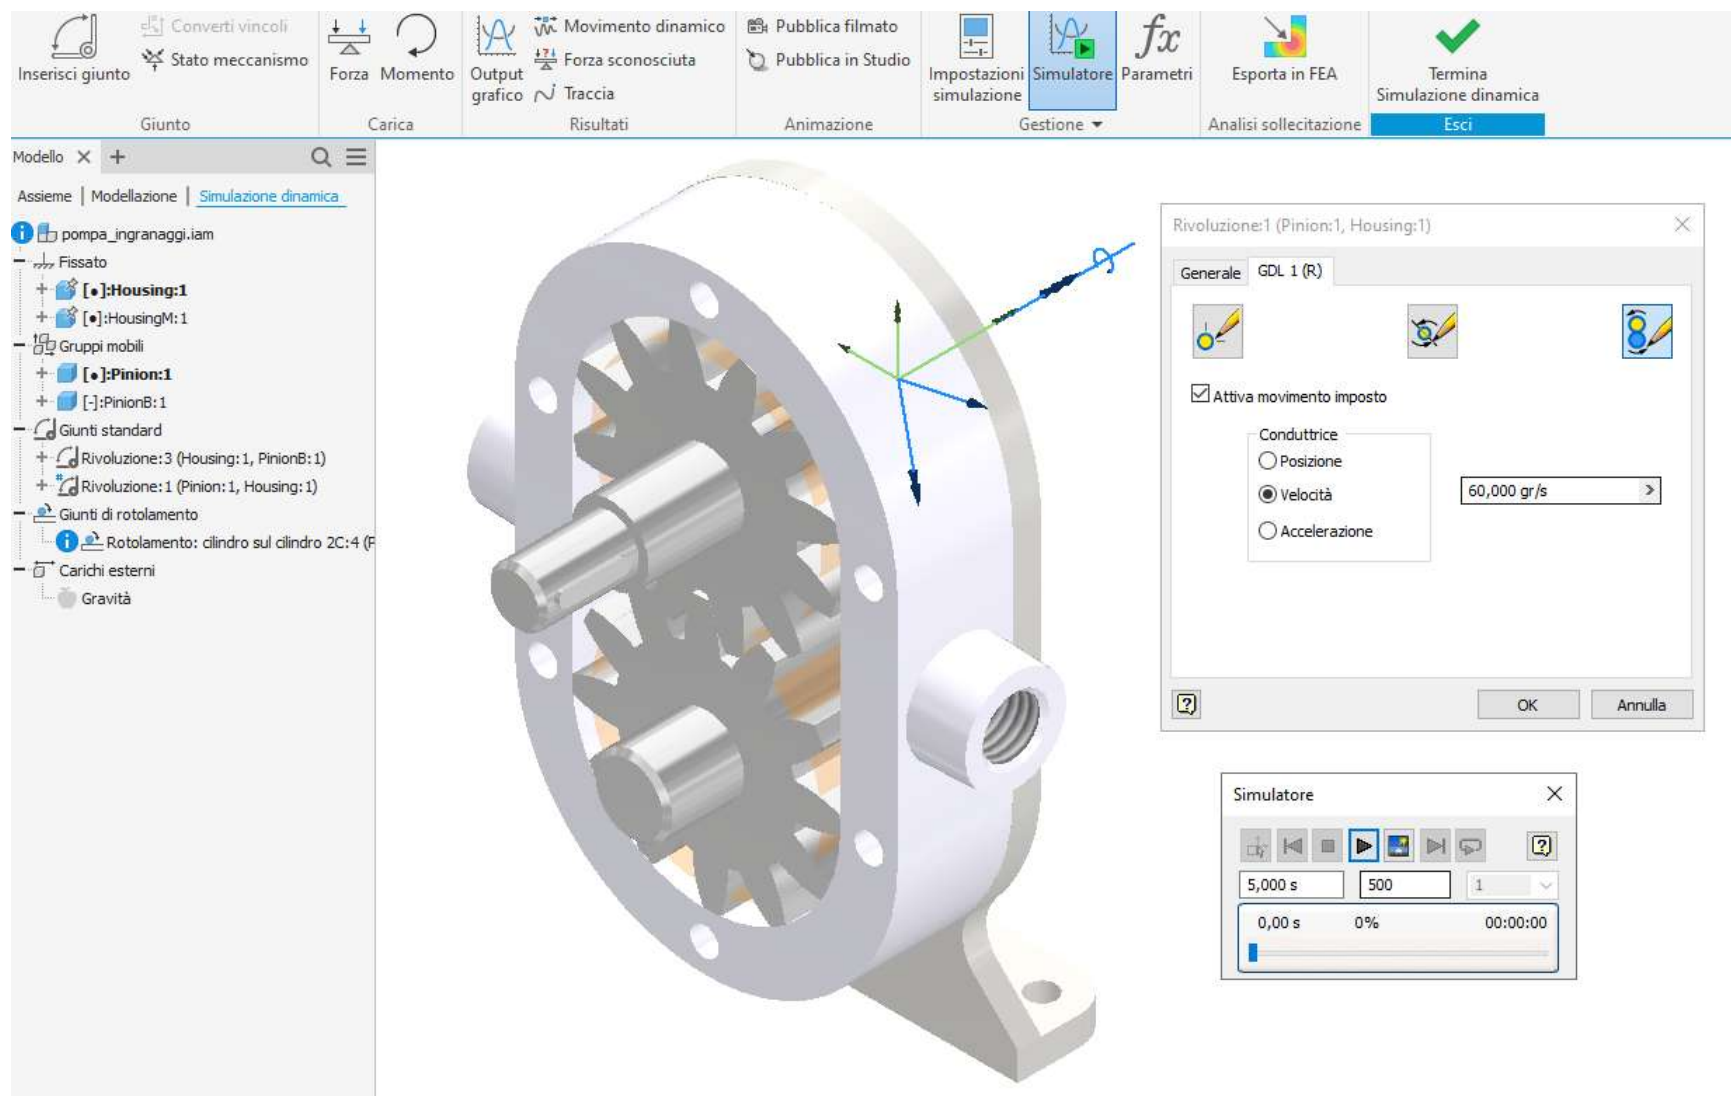 Inserisci giunto
Converti vincoli
Stato meccanismo
Giunto
Forza
Momento
Carica
Output
grafico
Movimento dinamico
Forza sconosciuta
Traccia
Risultati
Pubblica filmato
Pubblica in Studio
Animazione
Impostazioni
simulazione
Simulatore
fx
Parametri
Gestione
Esporta in FEA
Analisi sollecitazione
Termina
Simulazione dinamica
Esci
Modello
Assieme | Modellazione | Simulazione dinamica
pompa_ingranaggi.iam
Fissato
[•]:Housing:1
[•]:HousingM:1
Gruppi mobili
[•]:Pinion:1
[-]:PinionB:1
Giunti standard
Rivoluzione:3 (Housing:1, PinionB:1)
Rivoluzione:1 (Pinion:1, Housing:1)
Giunti di rotolamento
Rotolamento: cilindro sul cilindro 2C:4 (P
Carichi esterni
Gravità
Rivoluzione:1 (Pinion:1, Housing:1)
Generale
GDL 1 (R)
Attiva movimento imposto
Conduttrice
Posizione
Velocità
Accelerazione
60,000 gr/s
OK
Annulla
Simulatore
5,000 s
500
1
0,00 s
0%
00:00:00